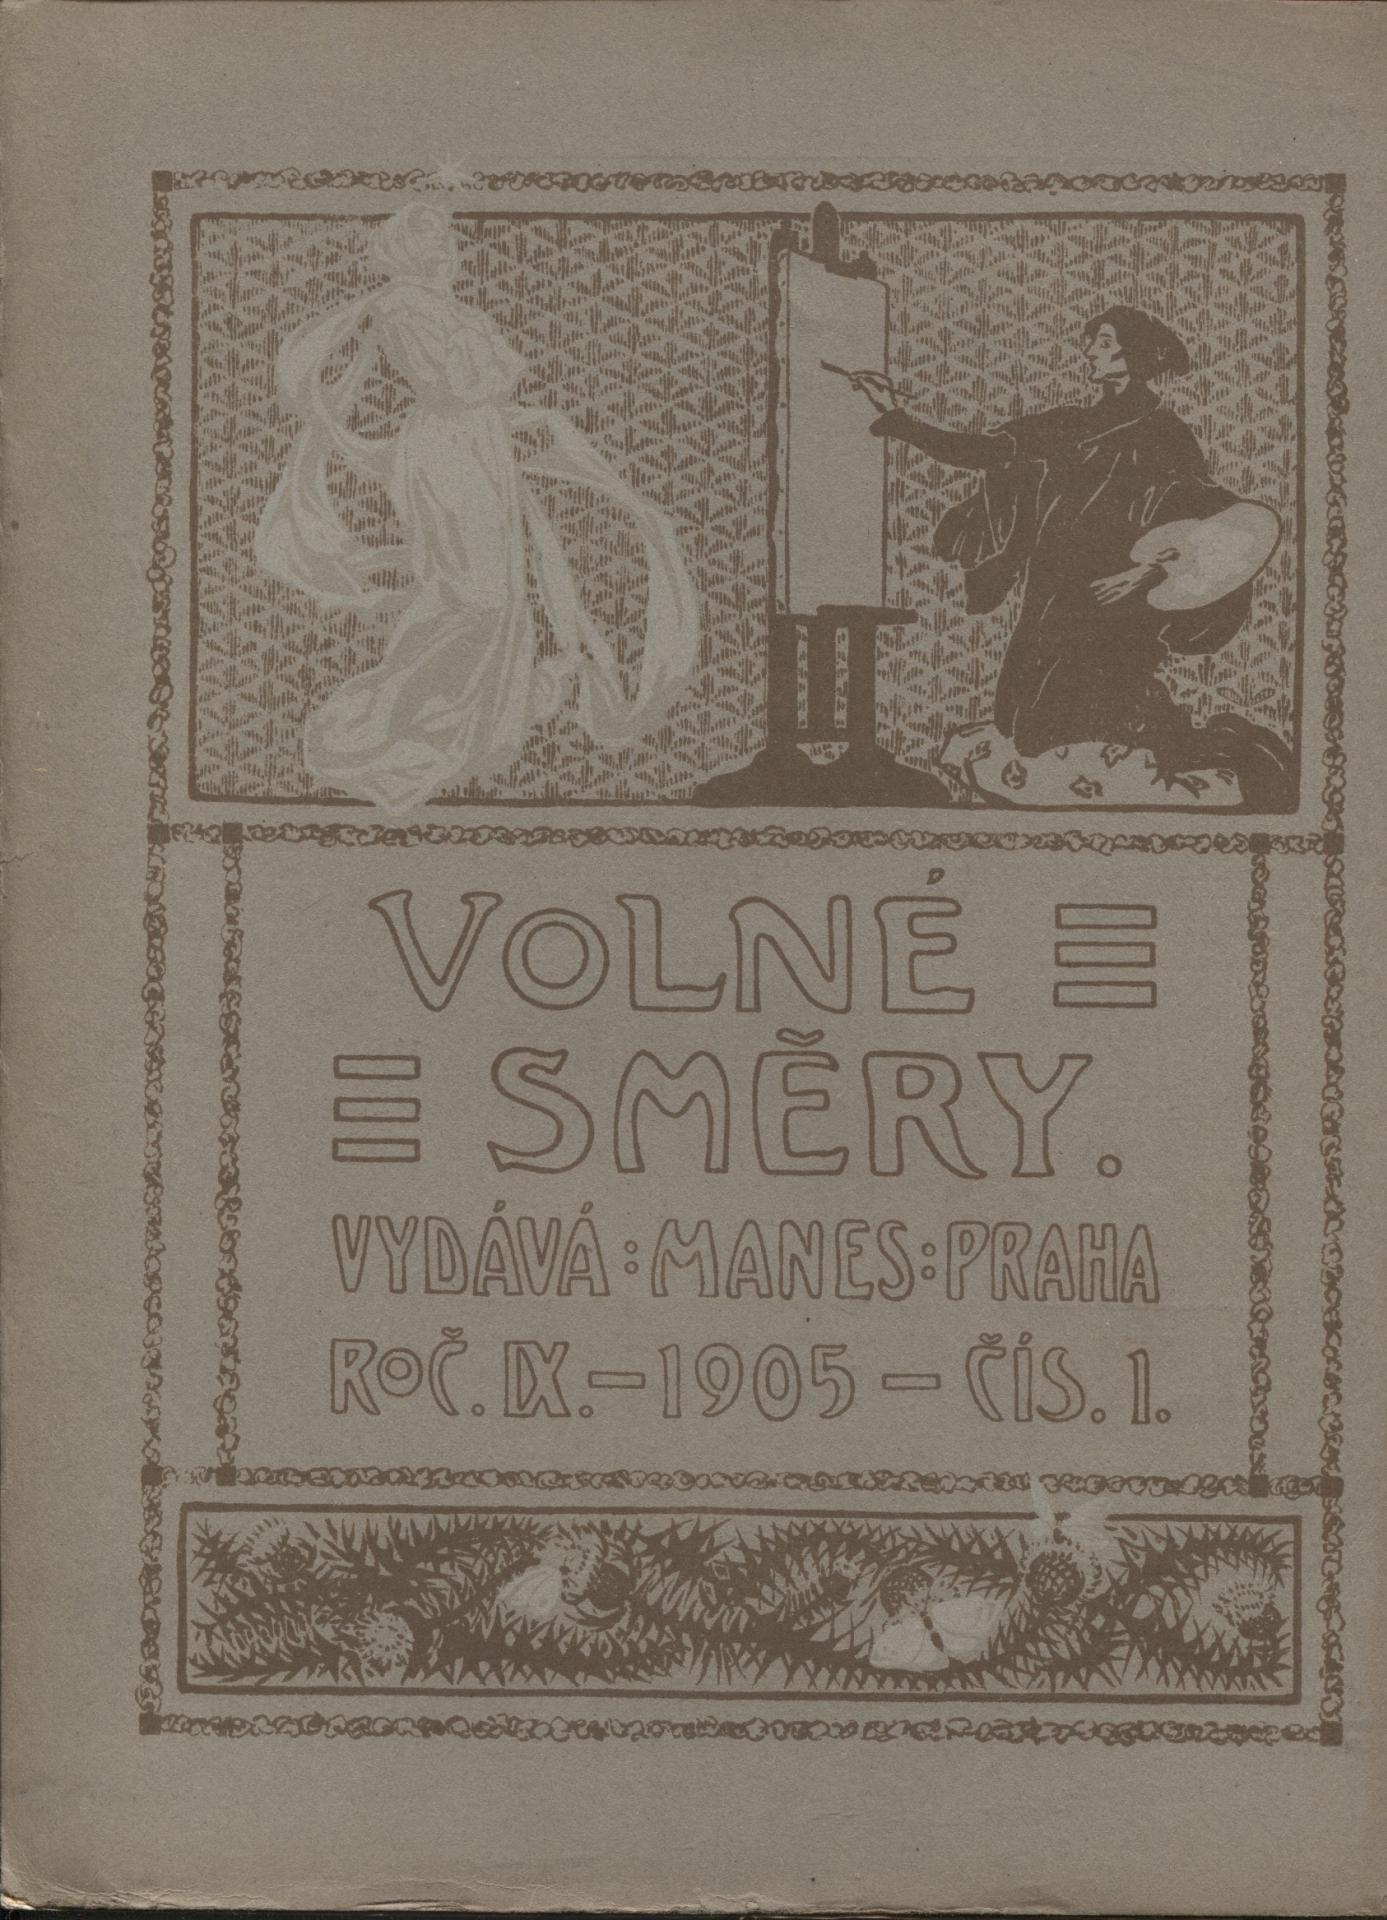 VOLNÉ
SMĚRY.
VYDÁVÁ : MANES : PRAHA
ROČ. IX. – 1905 – ČÍS. 1.